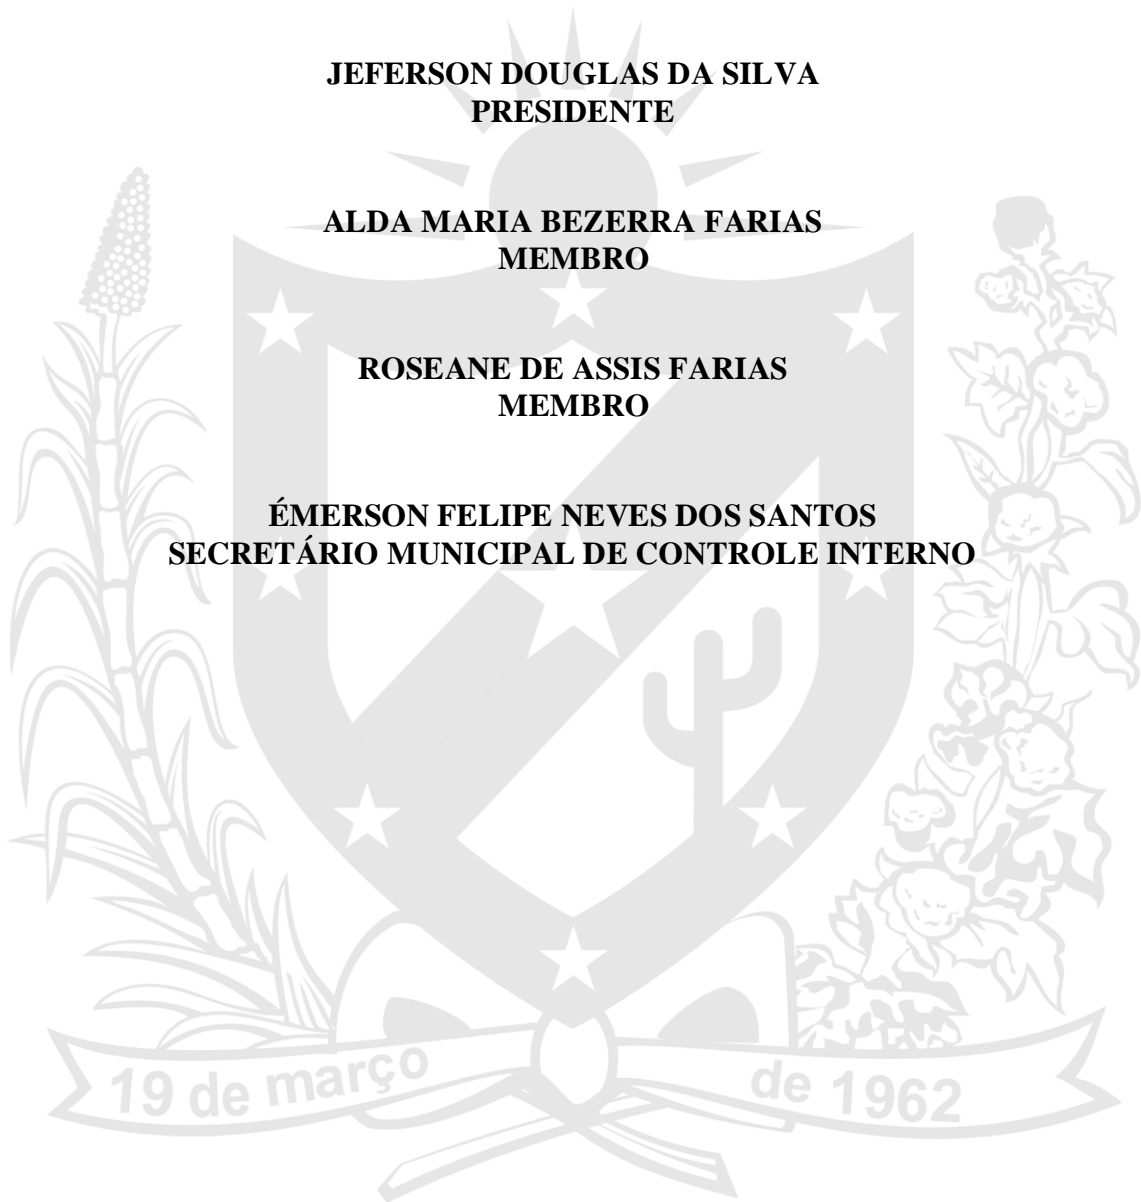 JEFERSON DOUGLAS DA SILVA
PRESIDENTE
ALDA MARIA BEZERRA FARIAS
MEMBRO
ROSEANE DE ASSIS FARIAS
MEMBRO
ÉMERSON FELIPE NEVES DOS SANTOS
SECRETÁRIO MUNICIPAL DE CONTROLE INTERNO
19 de março de 1962